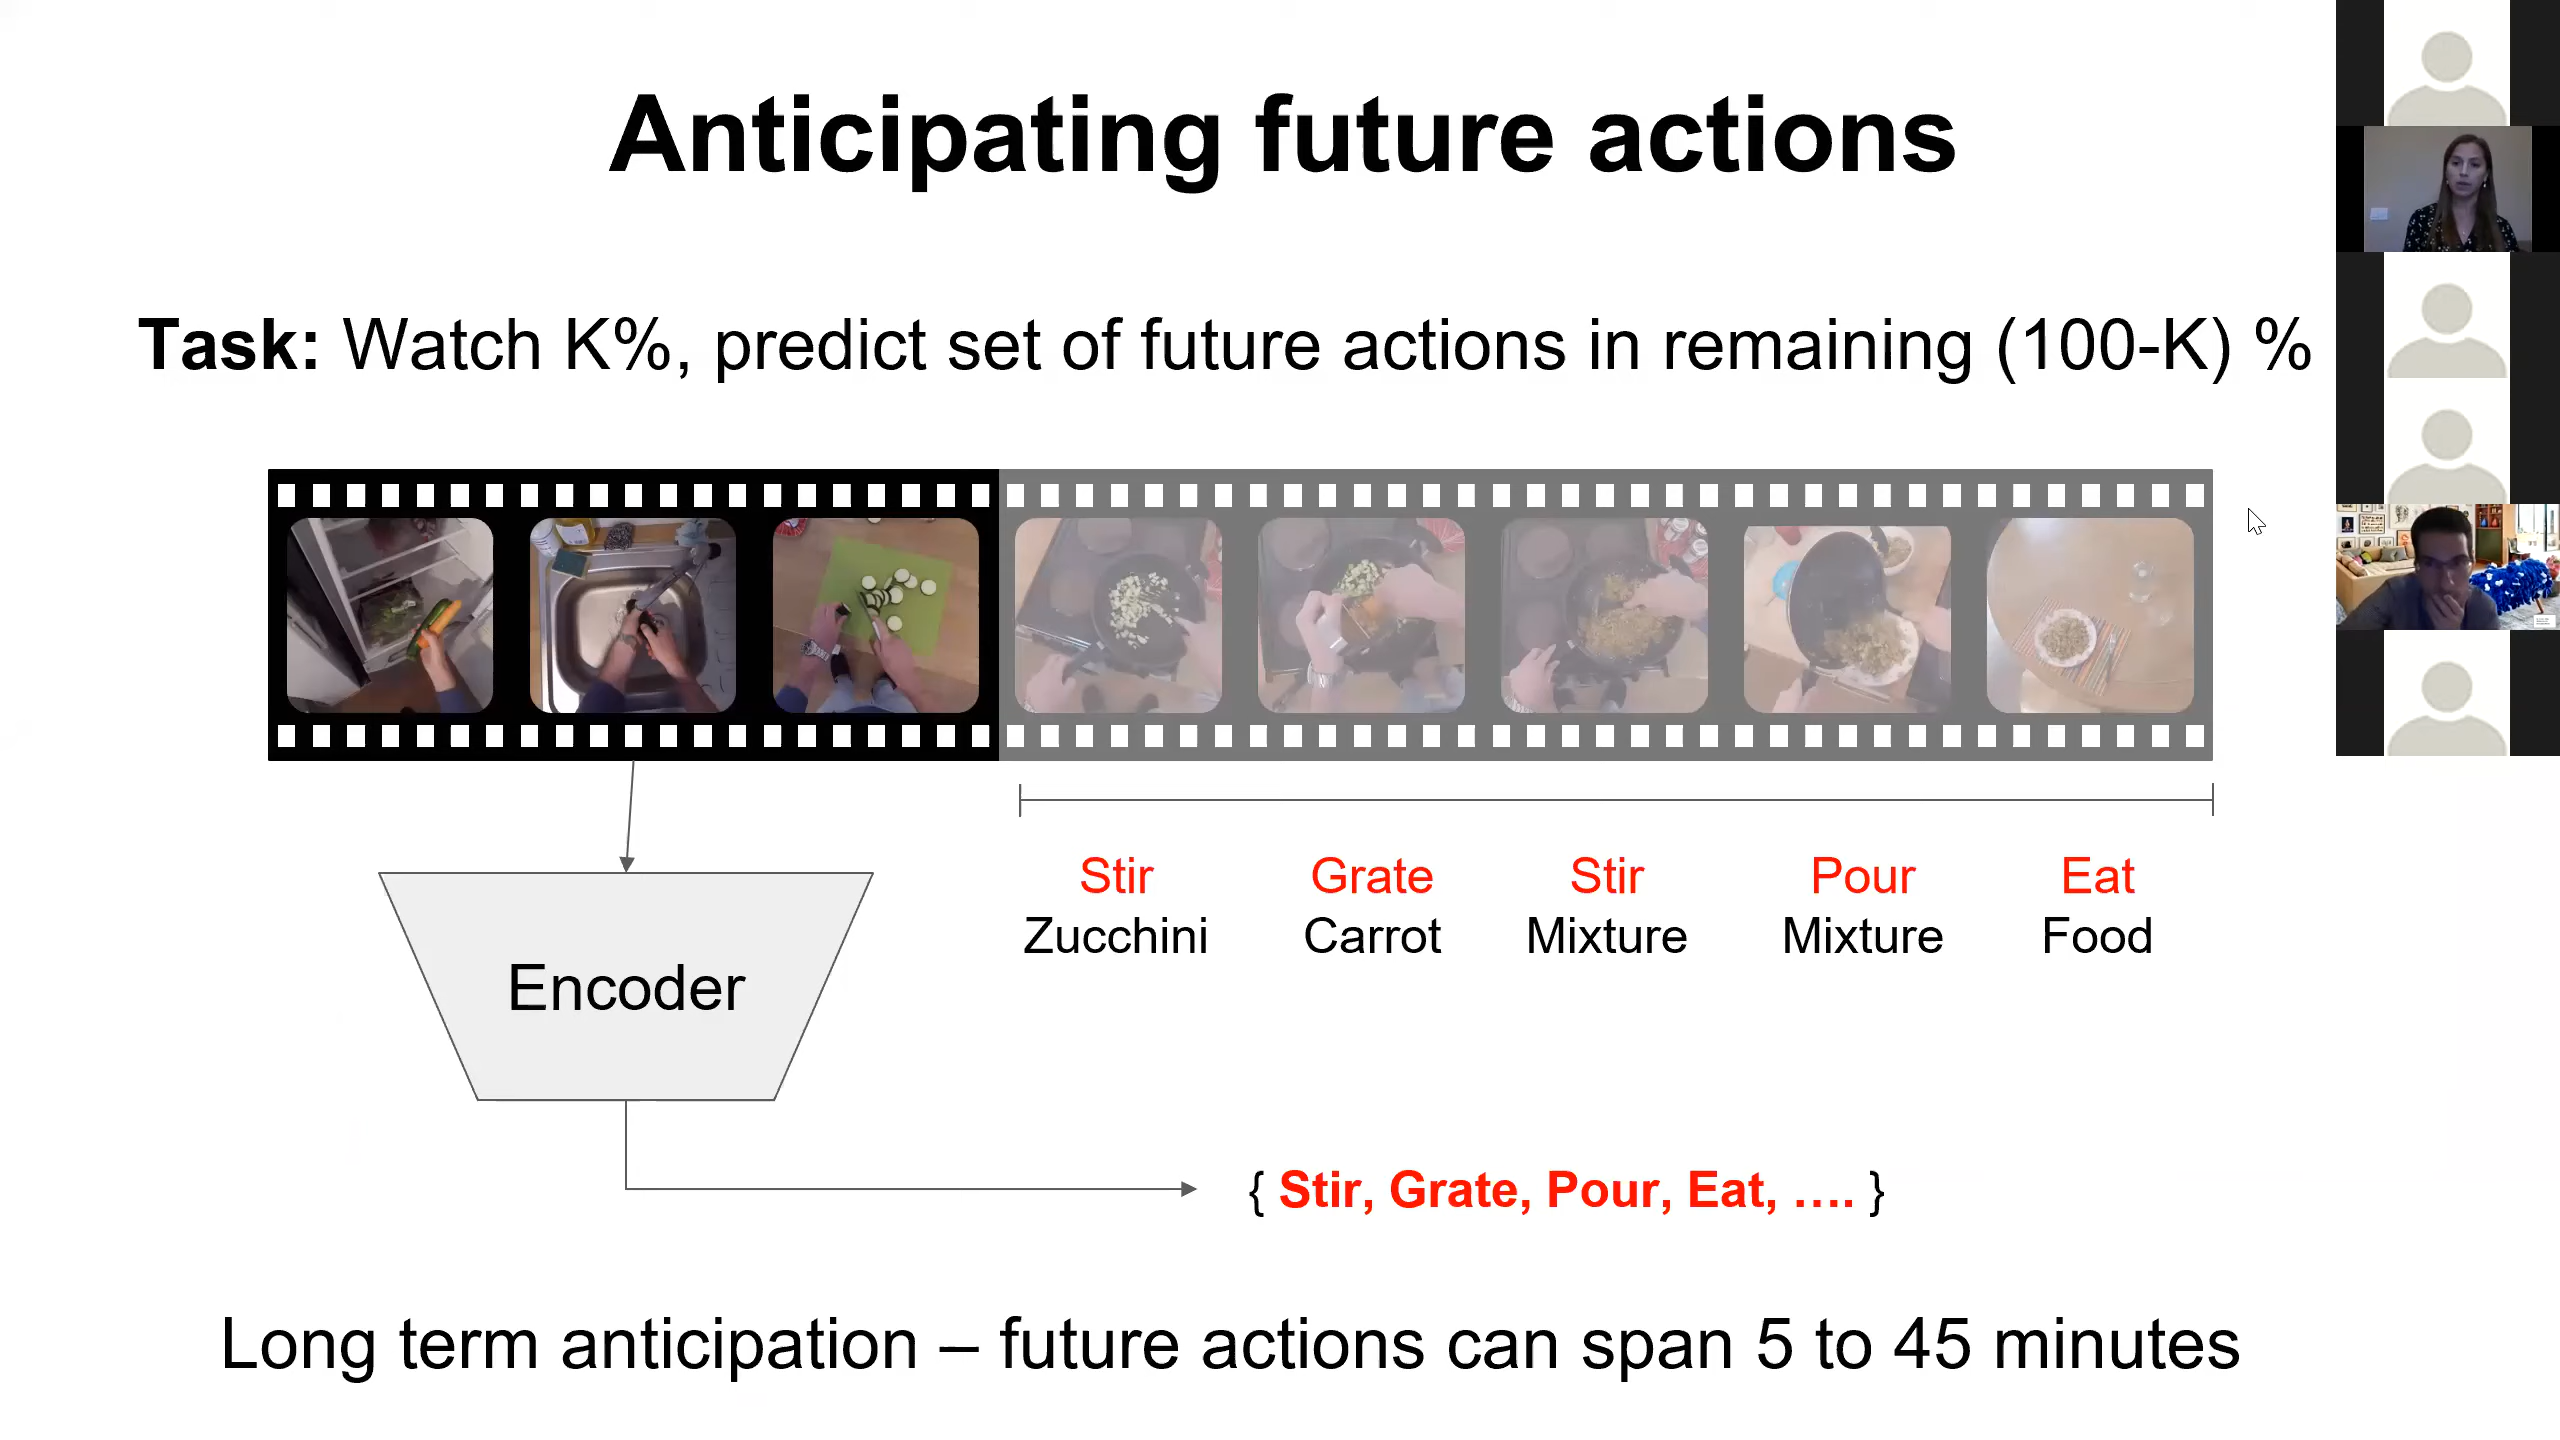 Anticipating future actions
Task: Watch K%, predict set of future actions in remaining (100-K) %
Stir Grate Stir Pour Eat
Zucchini Carrot Mixture Mixture Food
Encoder
{ Stir, Grate, Pour, Eat, .... }
Long term anticipation – future actions can span 5 to 45 minutes